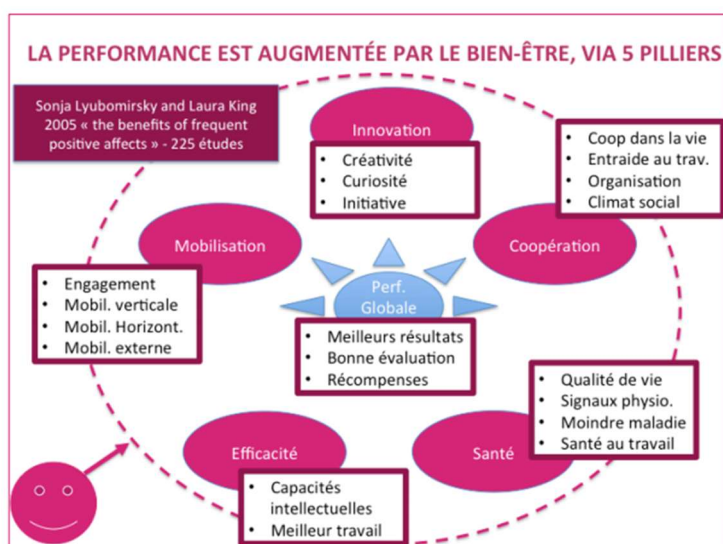 LA PERFORMANCE EST AUGMENTÉE PAR LE BIEN-ÊTRE, VIA 5 PILLIERS
Sonja Lyubomirsky and Laura King
2005 « the benefits of frequent
positive affects » - 225 études
Innovation
• Créativité
• Curiosité
• Initiative
• Coop dans la vie
• Entraide au trav.
• Organisation
• Climat social
Mobilisation
Coopération
• Engagement
• Mobil. verticale
• Mobil. Horizont.
• Mobil. externe
Perf.
Globale
• Meilleurs résultats
• Bonne évaluation
• Récompenses
• Qualité de vie
• Signaux physio.
• Moindre maladie
• Santé au travail
Efficacité
Santé
• Capacités
intellectuelles
• Meilleur travail